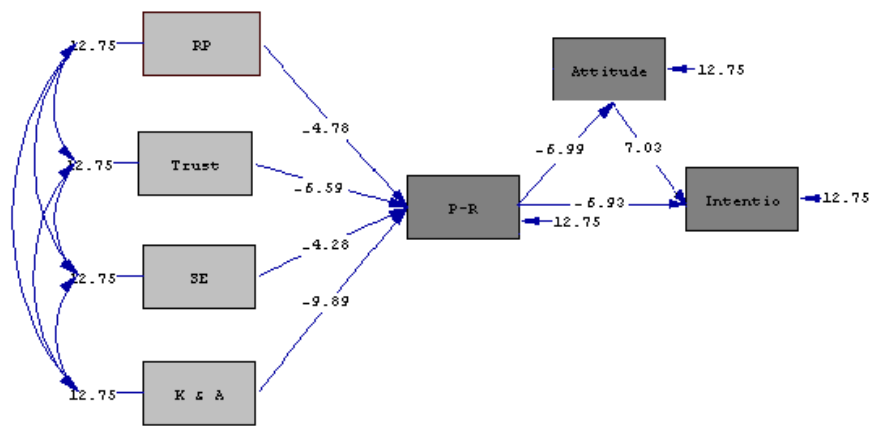 12.75
RP
-4.78
Attitude
12.75
12.75
Trust
-6.99
7.03
-6.59
P-R
-6.93
Intentio
12.75
12.75
12.75
SE
-4.28
-9.89
12.75
K & A